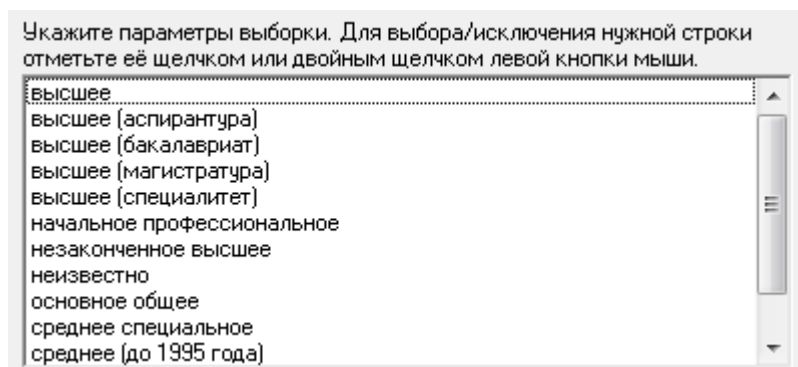 Укажите параметры выборки. Для выбора/исключения нужной строки
отметьте её щелчком или двойным щелчком левой кнопки мыши.
высшее
высшее (аспирантура)
высшее (бакалавриат)
высшее (магистратура)
высшее (специалитет)
начальное профессиональное
незаконченное высшее
неизвестно
основное общее
среднее специальное
среднее (до 1995 года)